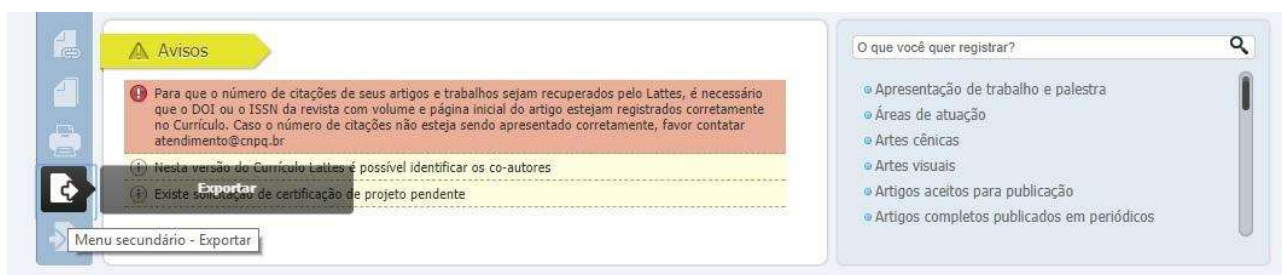 Avisos
Para que o número de citações de seus artigos e trabalhos sejam recuperados pelo Lattes, é necessário
que o DOI ou o ISSN da revista com volume e página inicial do artigo estejam registrados corretamente
no Currículo. Caso o número de citações não esteja sendo apresentado corretamente, favor contatar
atendimento@cnpq.br
Nesta versão do Currículo Lattes é possível identificar os co-autores
Existe solicitação de certificação de projeto pendente
Exportar
Menu secundário - Exportar
O que você quer registrar?
Apresentação de trabalho e palestra
Áreas de atuação
Artes cênicas
Artes visuais
Artigos aceitos para publicação
Artigos completos publicados em periódicos